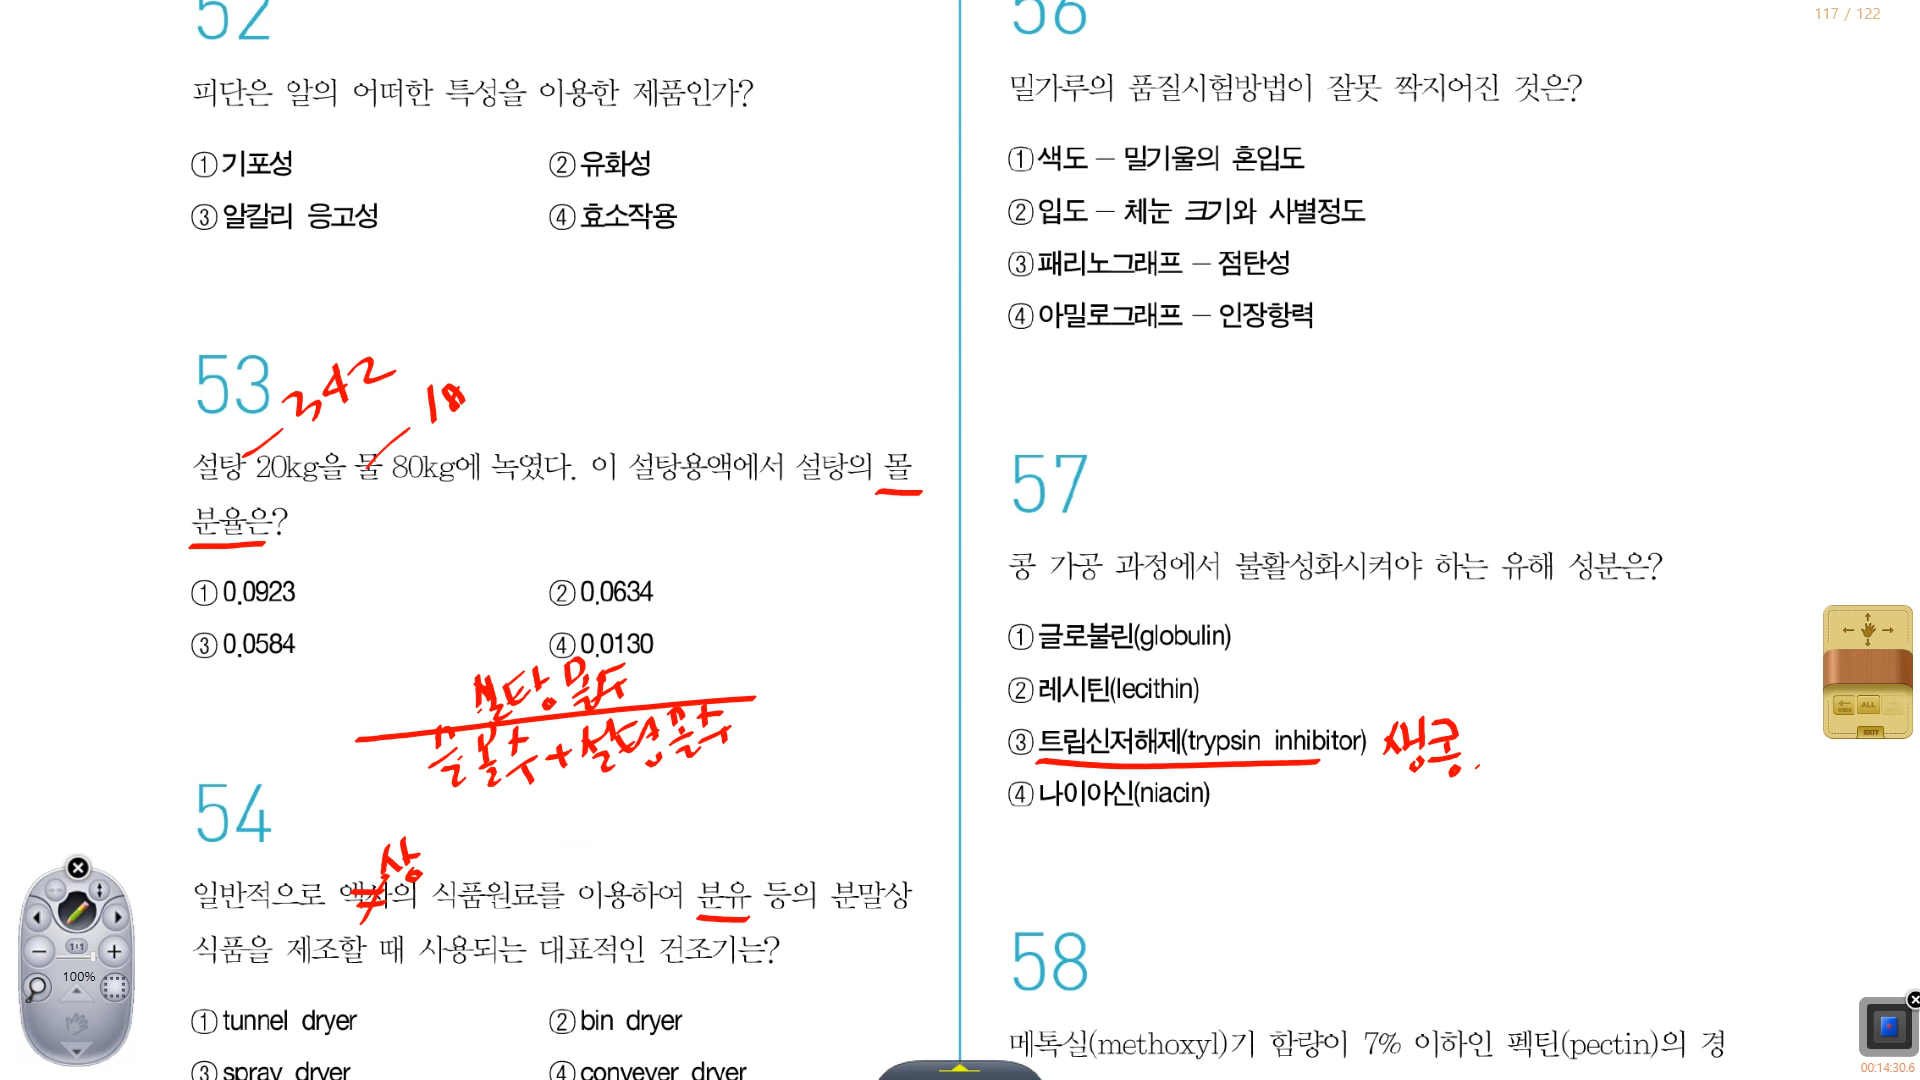 117 / 122
52
피단은 알의 어떠한 특성을 이용한 제품인가?
① 기포성 ② 유화성
③ 알칼리 응고성 ④ 효소작용
53
342
18
설탕 20kg을 물 80kg에 녹였다. 이 설탕용액에서 설탕의 몰
분율은?
① 0.0923 ② 0.0634
③ 0.0584 ④ 0.0130
설탕 몰수
물 몰수 + 설탕 몰수
54
상
일반적으로 액상의 식품원료를 이용하여 분유 등의 분말상
식품을 제조할 때 사용되는 대표적인 건조기는?
① tunnel dryer ② bin dryer
③ spray dryer ④ conveyer dryer
56
밀가루의 품질시험방법이 잘못 짝지어진 것은?
① 색도 – 밀기울의 혼입도
② 입도 – 체눈 크기와 사별정도
③ 패리노그래프 – 점탄성
④ 아밀로그래프 – 인장항력
57
콩 가공 과정에서 불활성화시켜야 하는 유해 성분은?
① 글로불린(globulin)
② 레시틴(lecithin)
③ 트립신저해제(trypsin inhibitor) 생콩.
④ 나이아신(niacin)
58
메톡실(methoxyl)기 함량이 7% 이하인 펙틴(pectin)의 경
1:1
100%
ALL
EXIT
00:14:30.6